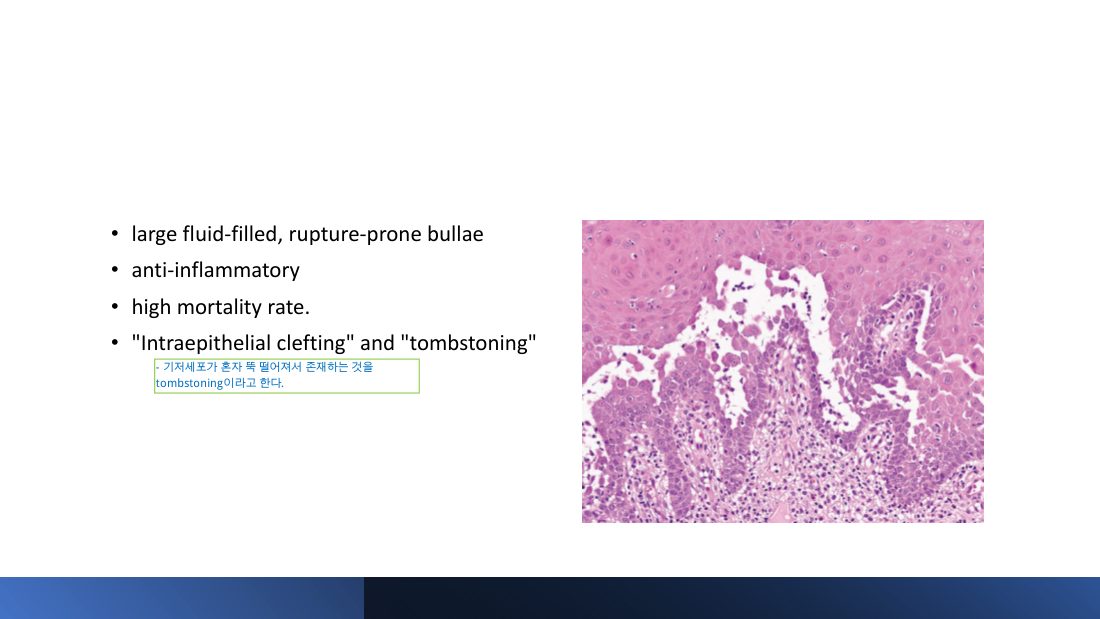 • large fluid-filled, rupture-prone bullae
• anti-inflammatory
• high mortality rate.
• "Intraepithelial clefting" and "tombstoning"
- 기저세포가 혼자 뚝 떨어져서 존재하는 것을
tombstoning이라고 한다.